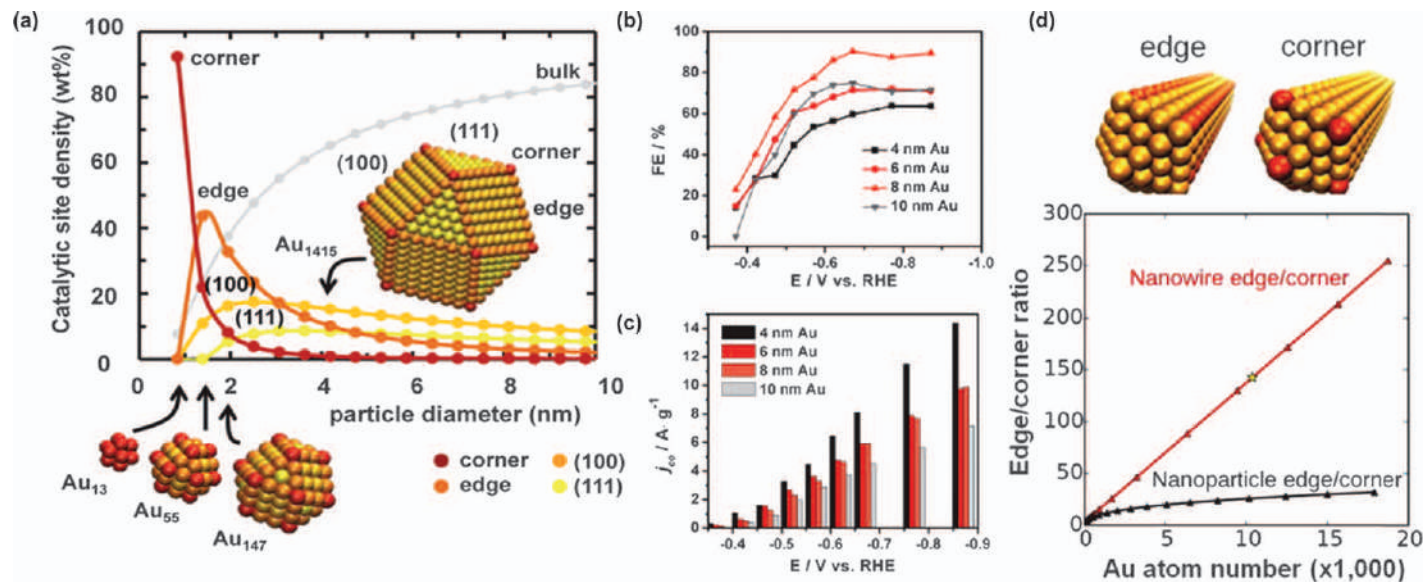 (a)
Catalytic site density (wt%)
100
80
60
40
20
0
corner
bulk
(111)
(100)
corner
edge
edge
Au1415
(100)
(111)
0 2 4 6 8 10
particle diameter (nm)
Au13
Au55
Au147
corner (100)
edge (111)
(b)
FE / %
100
80
60
40
20
0
4 nm Au
6 nm Au
8 nm Au
10 nm Au
-0.4 -0.6 -0.8 -1.0
E / V vs. RHE
(c)
jco / A·g-1
14
12
10
8
6
4
2
0
4 nm Au
6 nm Au
8 nm Au
10 nm Au
-0.4 -0.5 -0.6 -0.7 -0.8 -0.9
E / V vs. RHE
(d)
edge corner
Edge/corner ratio
300
250
200
150
100
50
0
Nanowire edge/corner
Nanoparticle edge/corner
0 5 10 15 20
Au atom number (x1,000)